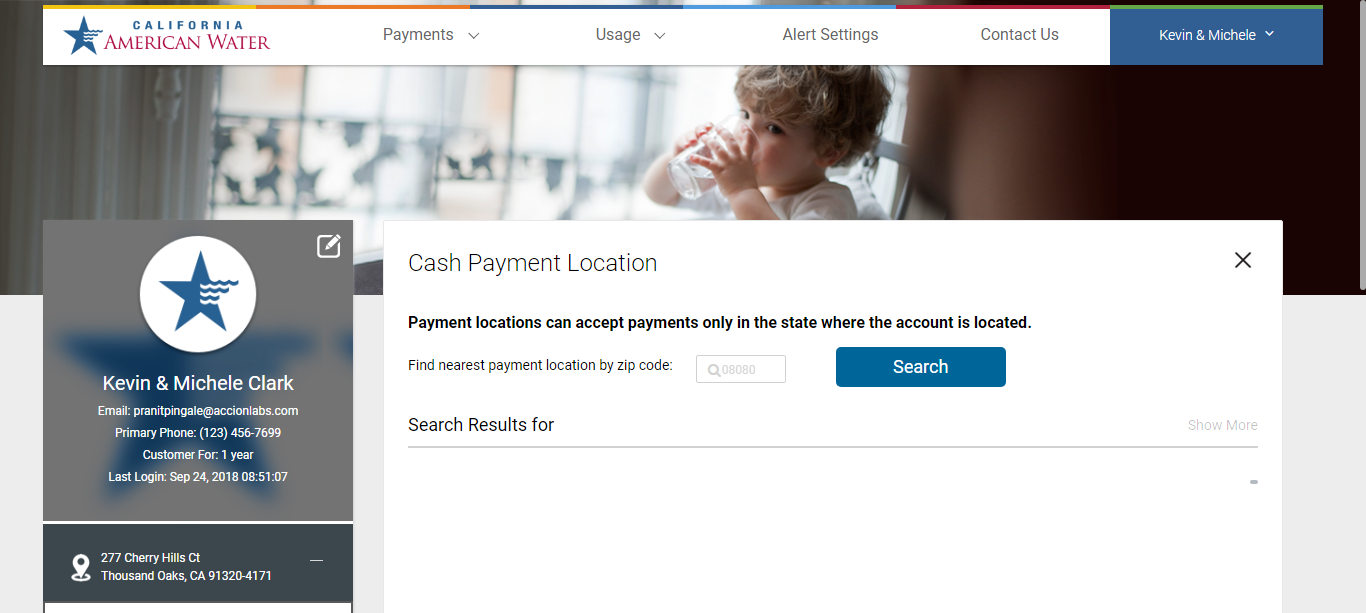 CALIFORNIA
AMERICAN WATER
Payments
Usage
Alert Settings
Contact Us
Kevin & Michele
Cash Payment Location
Payment locations can accept payments only in the state where the account is located.
Find nearest payment location by zip code:
08080
Search
Search Results for
Show More
Kevin & Michele Clark
Email: pranitpingale@accionlabs.com
Primary Phone: (123) 456-7699
Customer For: 1 year
Last Login: Sep 24, 2018 08:51:07
277 Cherry Hills Ct
Thousand Oaks, CA 91320-4171